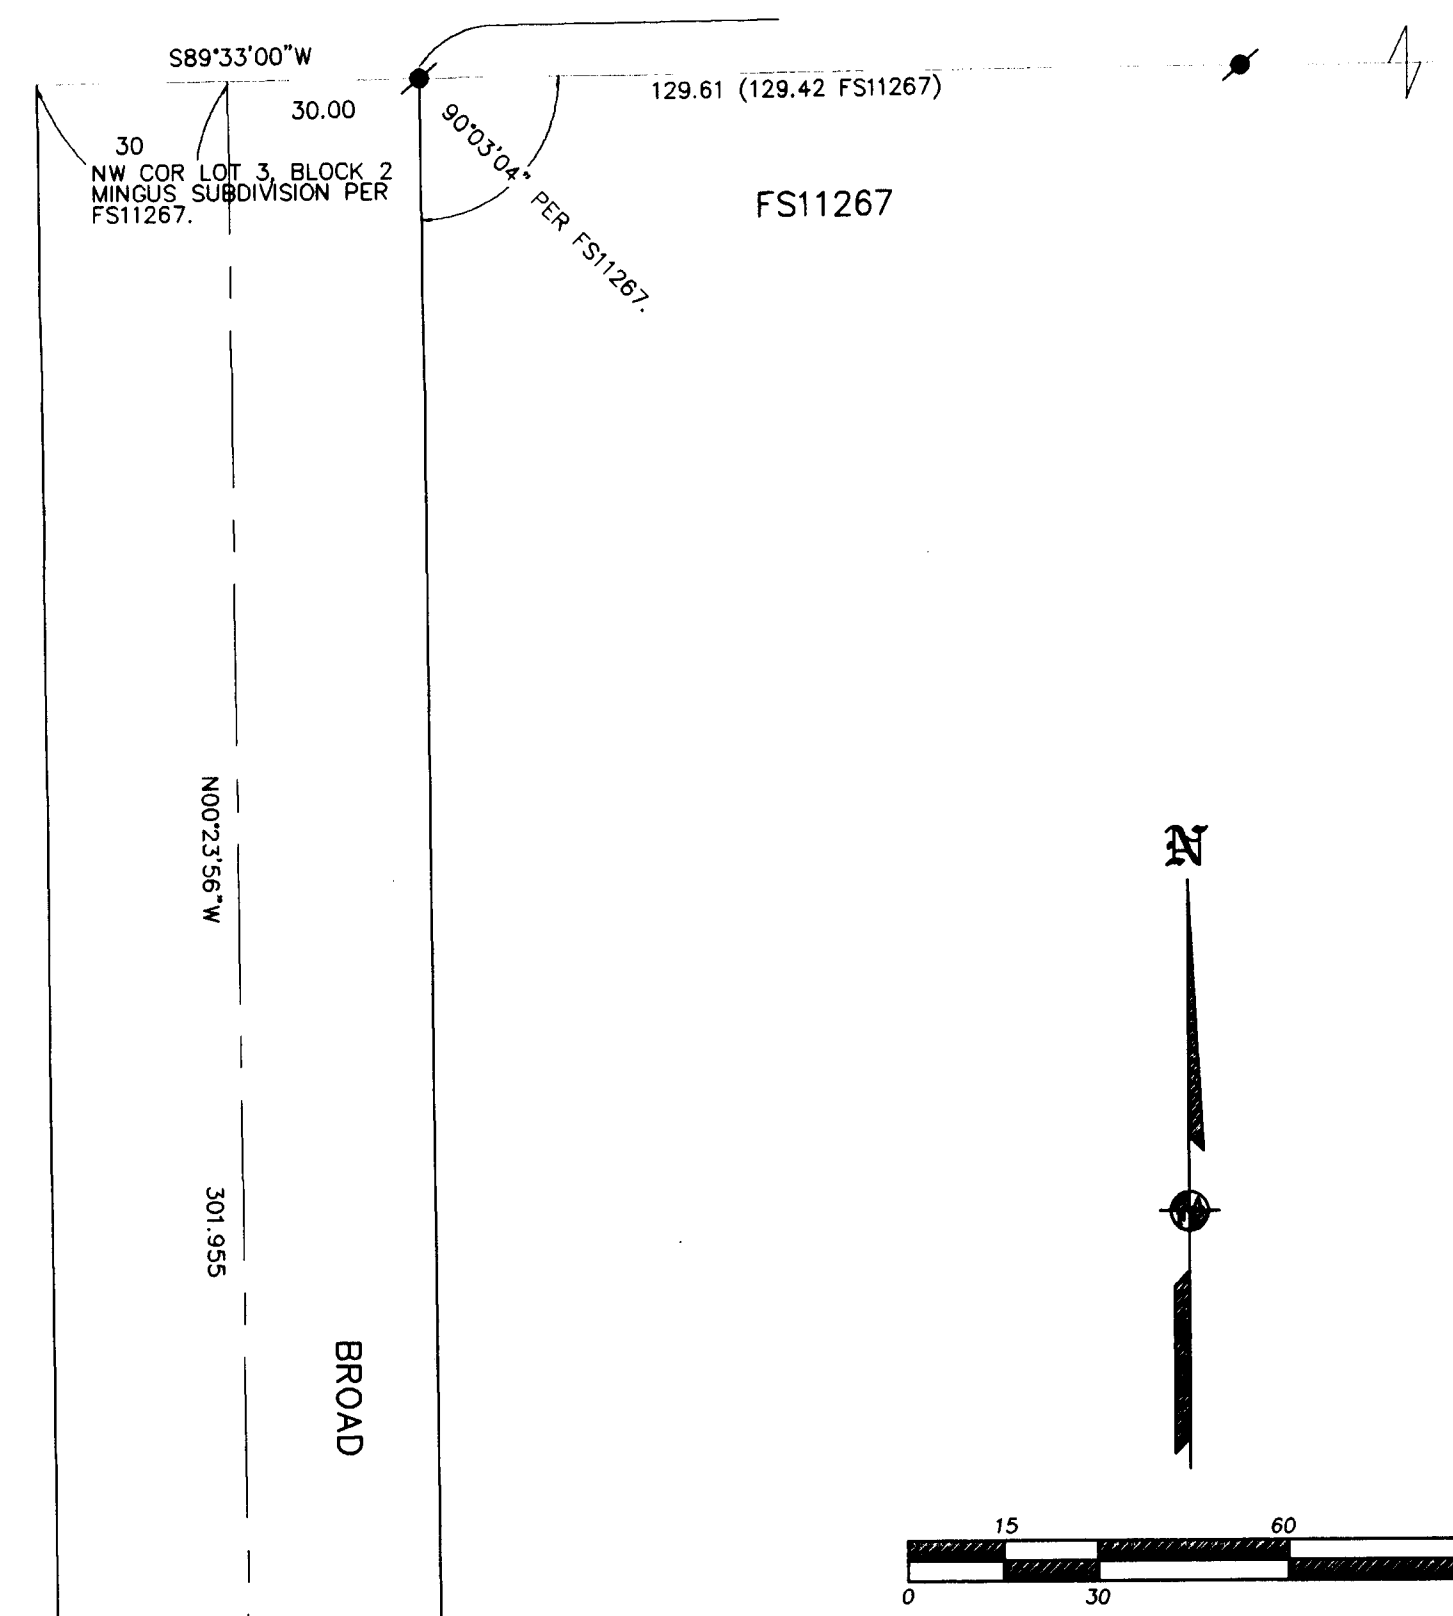 S89°33'00"W
30.00
129.61 (129.42 FS11267)
30
NW COR LOT 3, BLOCK 2
MINGUS SUBDIVISION PER
FS11267.
90°03'04" PER FS11267.
FS11267
N00°23'56"W
N
301.955
BROAD
15 60
0 30